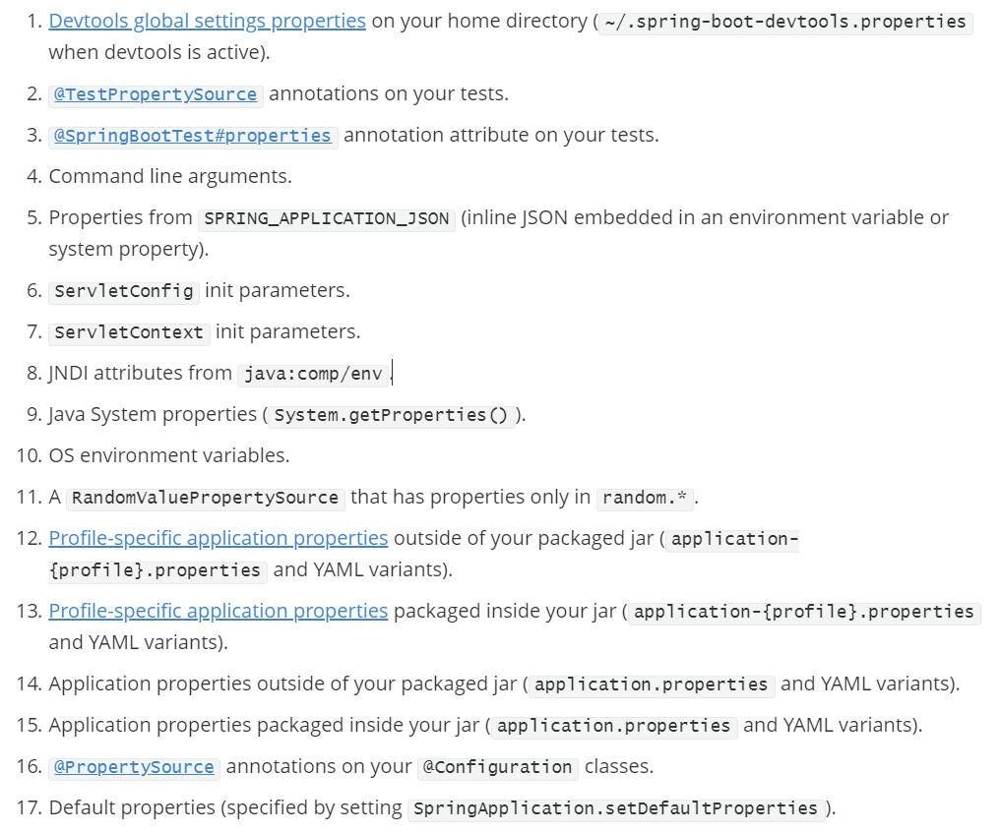 1. Devtools global settings properties on your home directory (~/.spring-boot-devtools.properties
when devtools is active).
2. @TestPropertySource annotations on your tests.
3. @SpringBootTest#properties annotation attribute on your tests.
4. Command line arguments.
5. Properties from SPRING_APPLICATION_JSON (inline JSON embedded in an environment variable or
system property).
6. ServletConfig init parameters.
7. ServletContext init parameters.
8. JNDI attributes from java:comp/env.
9. Java System properties (System.getProperties()).
10. OS environment variables.
11. A RandomValuePropertySource that has properties only in random.*.
12. Profile-specific application properties outside of your packaged jar (application-
{profile}.properties and YAML variants).
13. Profile-specific application properties packaged inside your jar (application-{profile}.properties
and YAML variants).
14. Application properties outside of your packaged jar (application.properties and YAML variants).
15. Application properties packaged inside your jar (application.properties and YAML variants).
16. @PropertySource annotations on your @Configuration classes.
17. Default properties (specified by setting SpringApplication.setDefaultProperties).